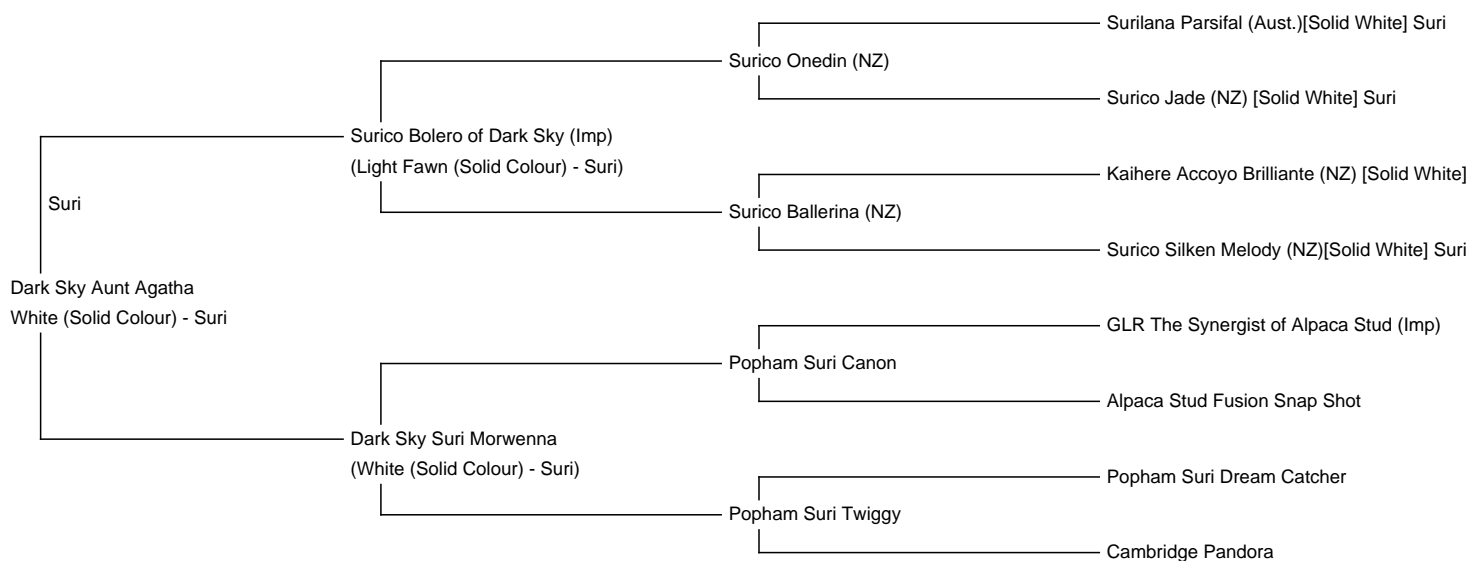 Surilana Parsifal (Aust.)[Solid White] Suri
Surico Onedin (NZ)
Surico Jade (NZ) [Solid White] Suri
Surico Bolero of Dark Sky (Imp)
(Light Fawn (Solid Colour) - Suri)
Kaihere Accoyo Brilliante (NZ) [Solid White]
Suri
Surico Ballerina (NZ)
Surico Silken Melody (NZ)[Solid White] Suri
Dark Sky Aunt Agatha
White (Solid Colour) - Suri
GLR The Synergist of Alpaca Stud (Imp)
Popham Suri Canon
Alpaca Stud Fusion Snap Shot
Dark Sky Suri Morwenna
(White (Solid Colour) - Suri)
Popham Suri Dream Catcher
Popham Suri Twiggy
Cambridge Pandora